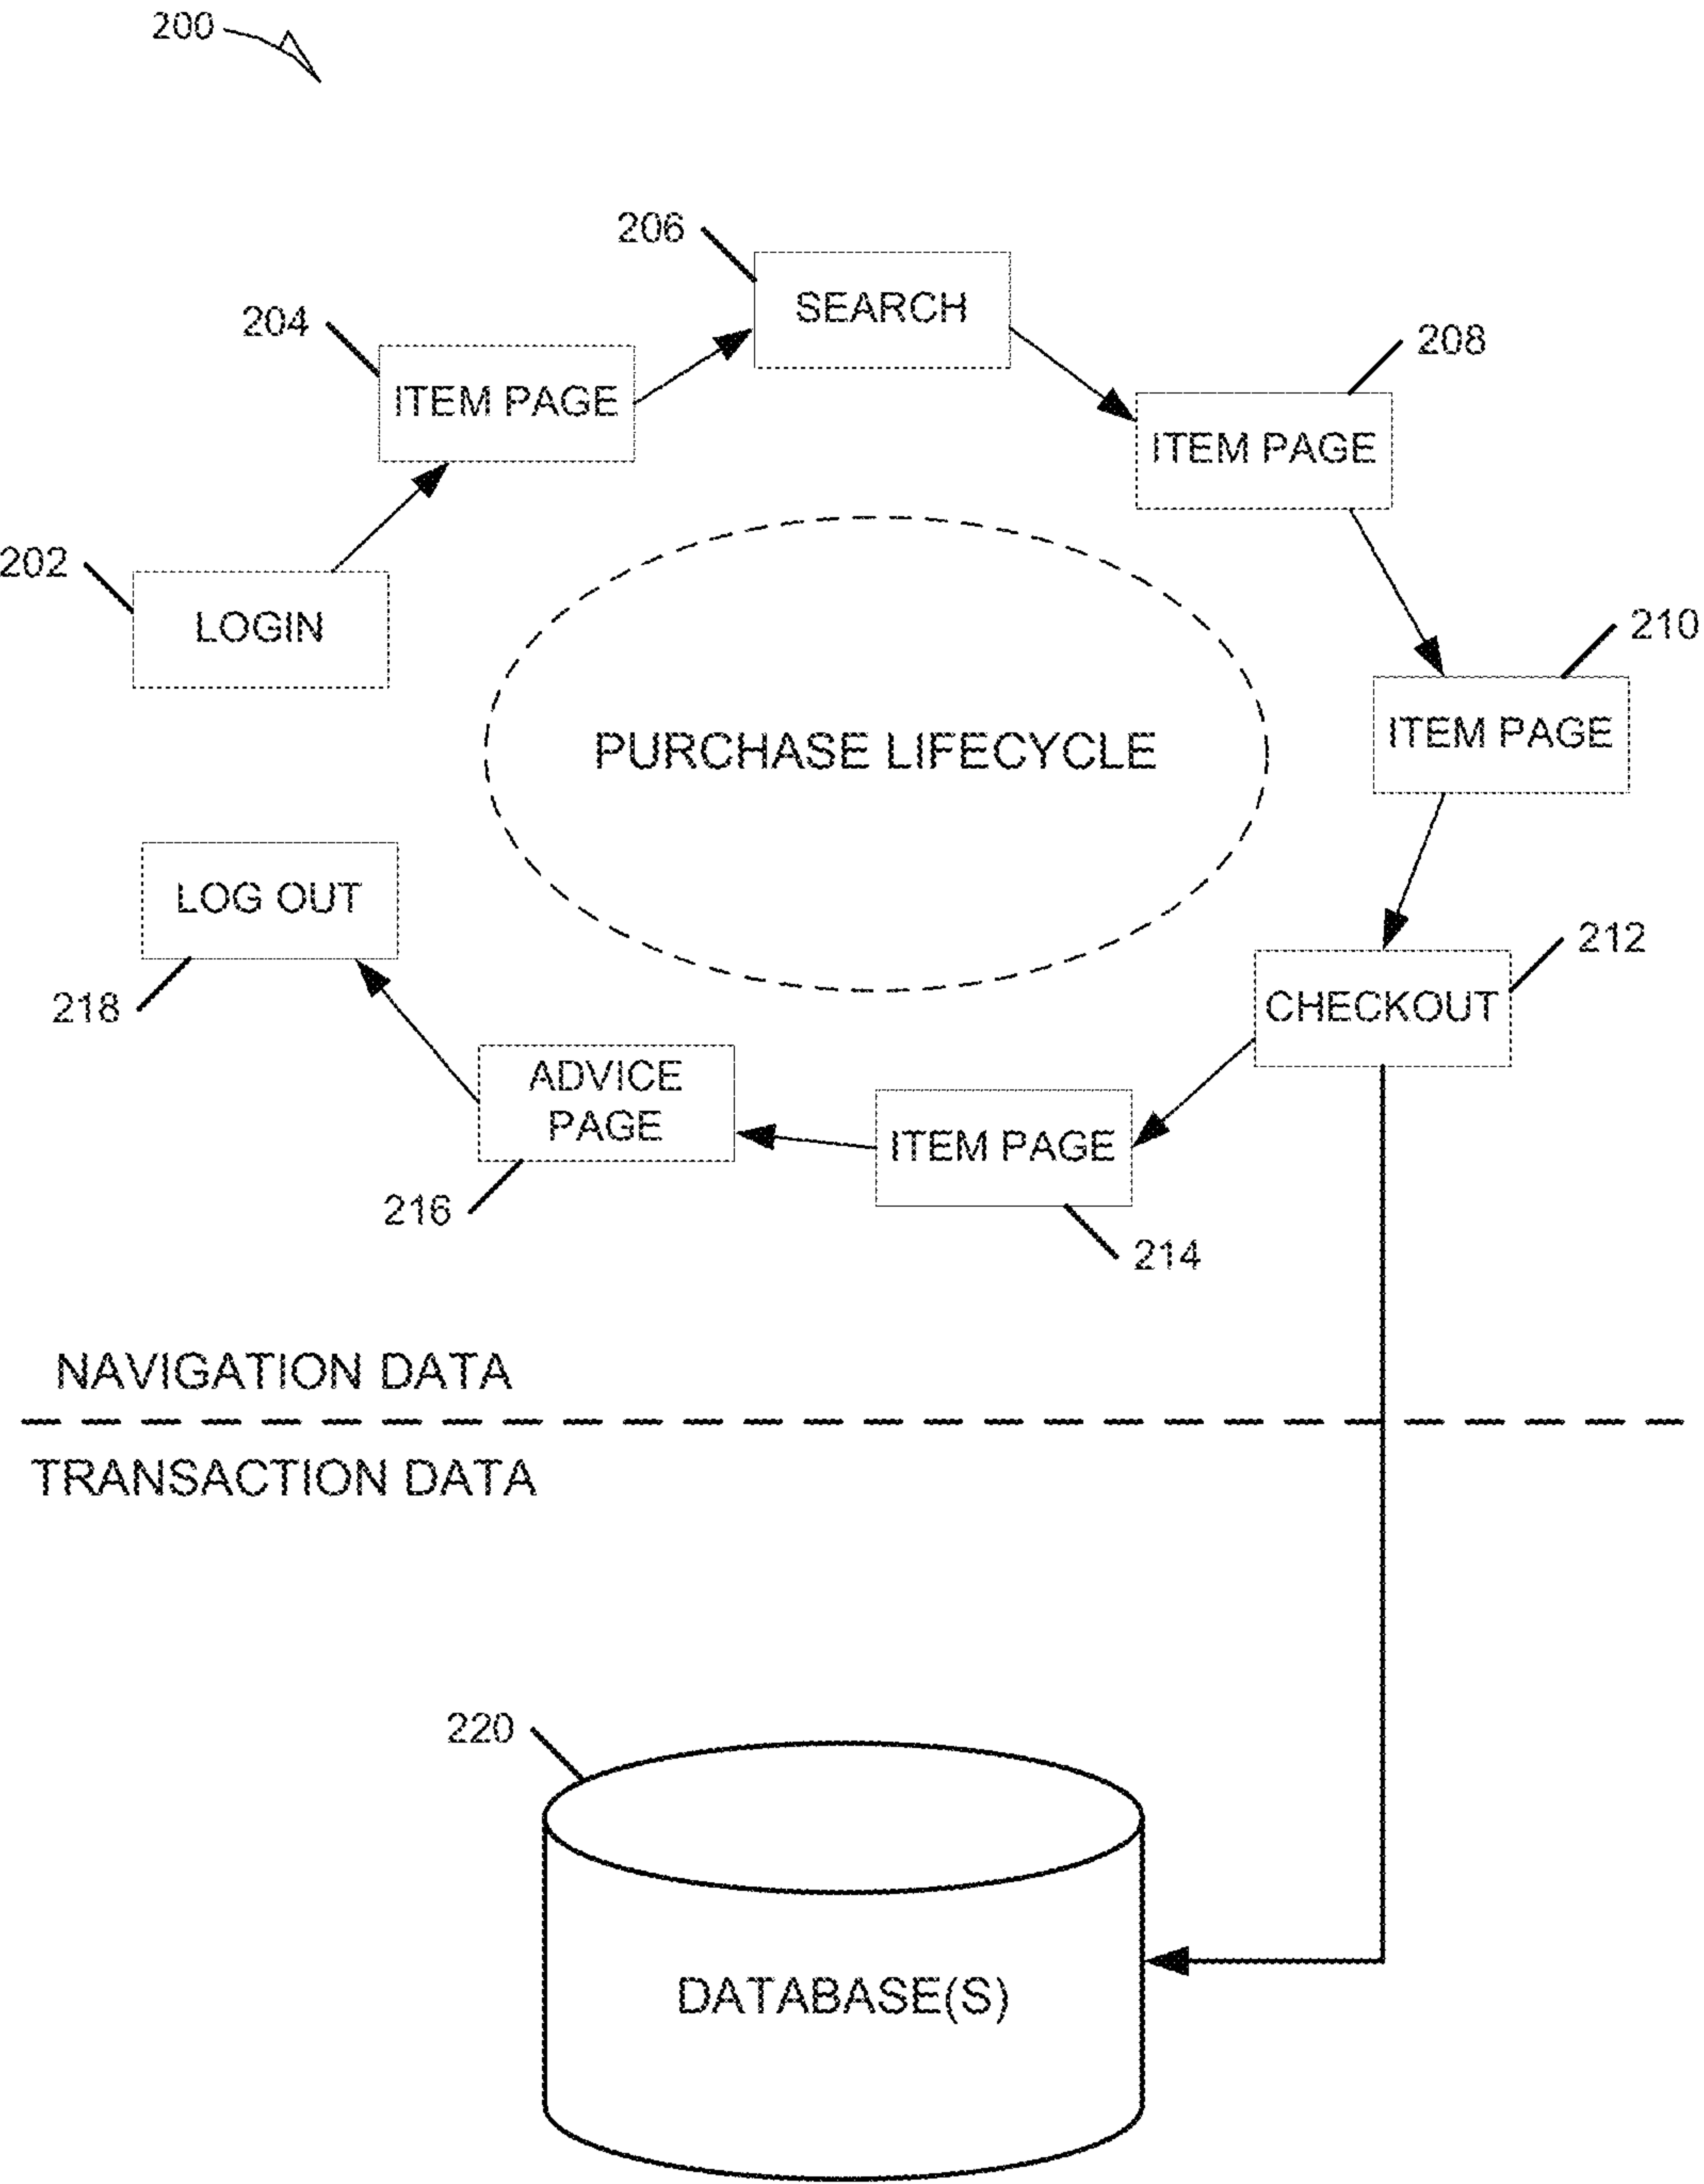 200
206
SEARCH
204
ITEM PAGE
208
ITEM PAGE
202
LOGIN
210
ITEM PAGE
PURCHASE LIFECYCLE
LOG OUT
218
212
CHECKOUT
ADVICE
PAGE
216
ITEM PAGE
214
NAVIGATION DATA
TRANSACTION DATA
220
DATABASE(S)